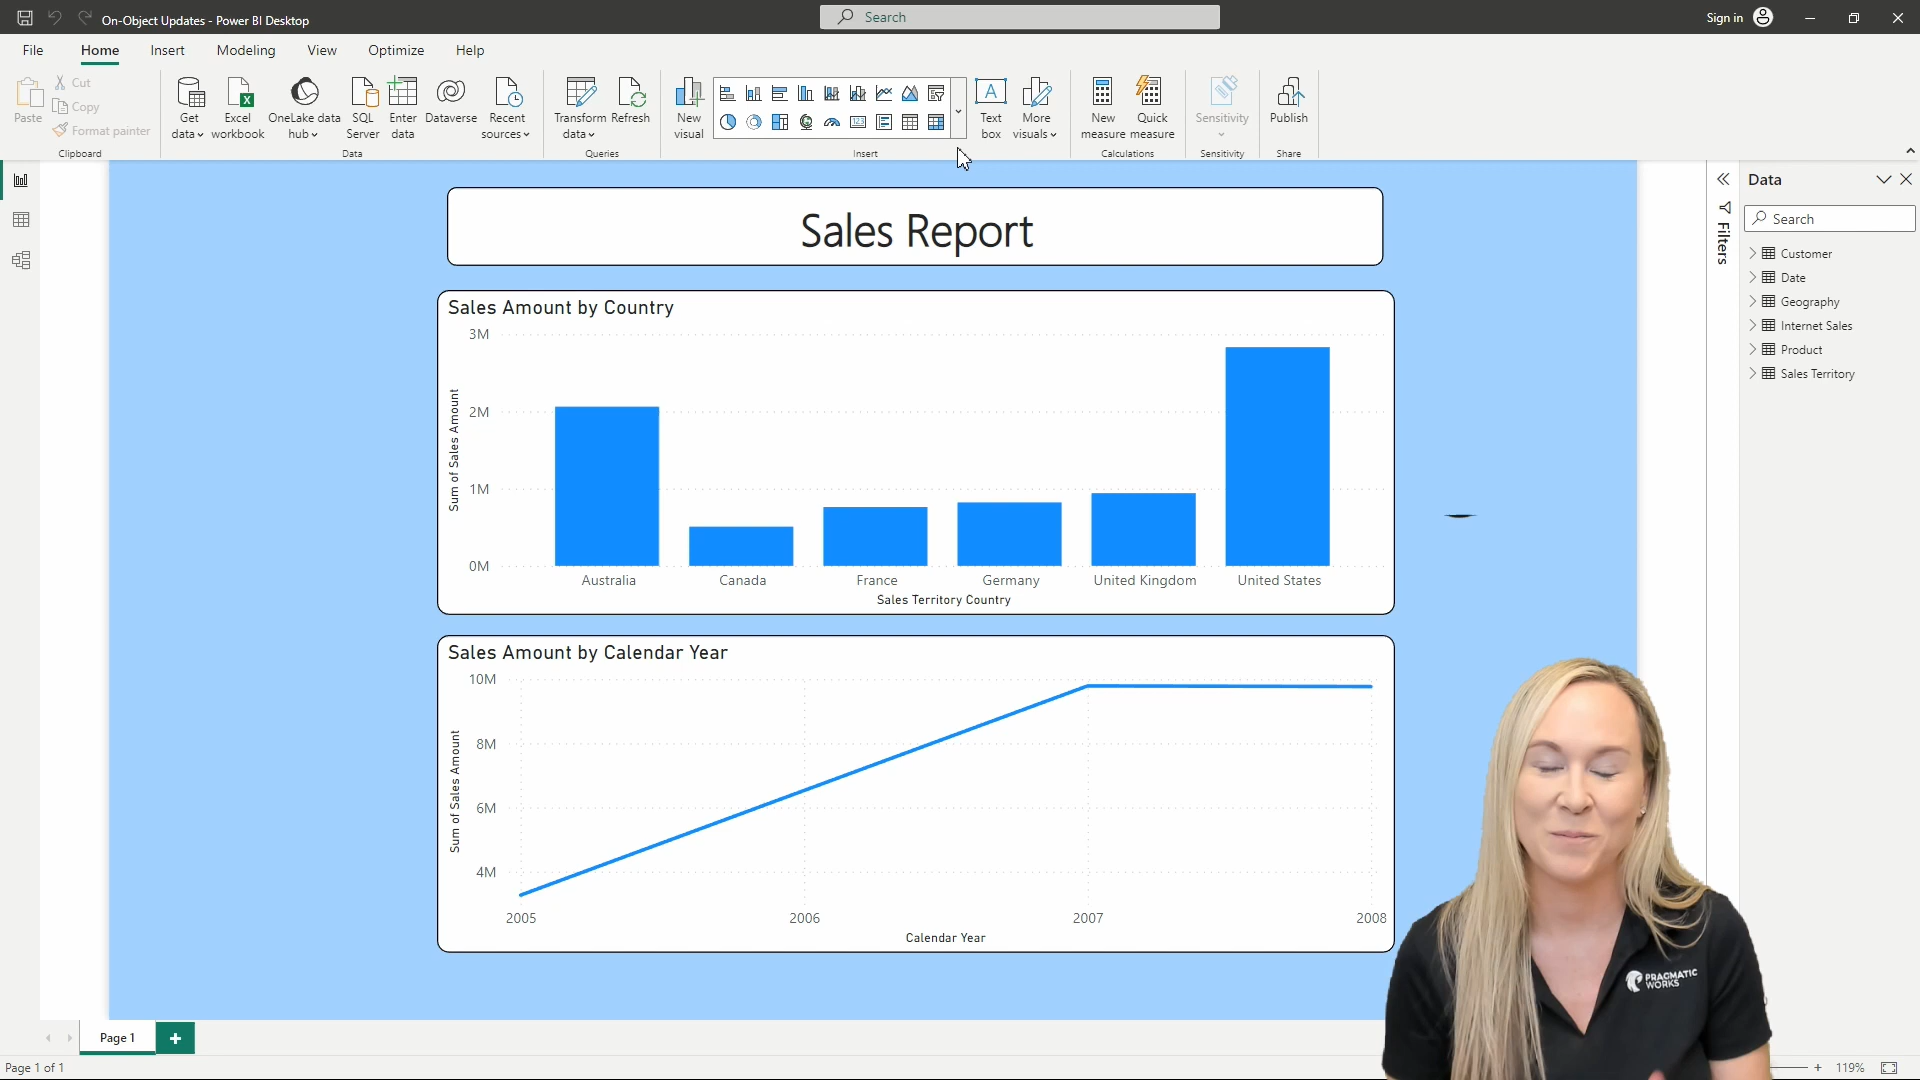 On-Object Updates - Power BI Desktop
Search
Sign in
File Home Insert Modeling View Optimize Help
Paste
Cut
Copy
Format painter
Clipboard
Get data
Excel workbook
OneLake data hub
SQL Server
Enter data
Dataverse
Recent sources
Data
Transform data
Refresh
Queries
New visual
123
Insert
A
Text box
More visuals
New measure
Quick measure
Calculations
Sensitivity
Sensitivity
Publish
Share
Sales Report
Sales Amount by Country
Sum of Sales Amount
3M
2M
1M
0M
Australia Canada France Germany United Kingdom United States
Sales Territory Country
Sales Amount by Calendar Year
Sum of Sales Amount
10M
8M
6M
4M
2005 2006 2007 2008
Calendar Year
Filters
Data
Search
Customer
Date
Geography
Internet Sales
Product
Sales Territory
PRAGMATIC
WORKS
Page 1
Page 1 of 1
119%